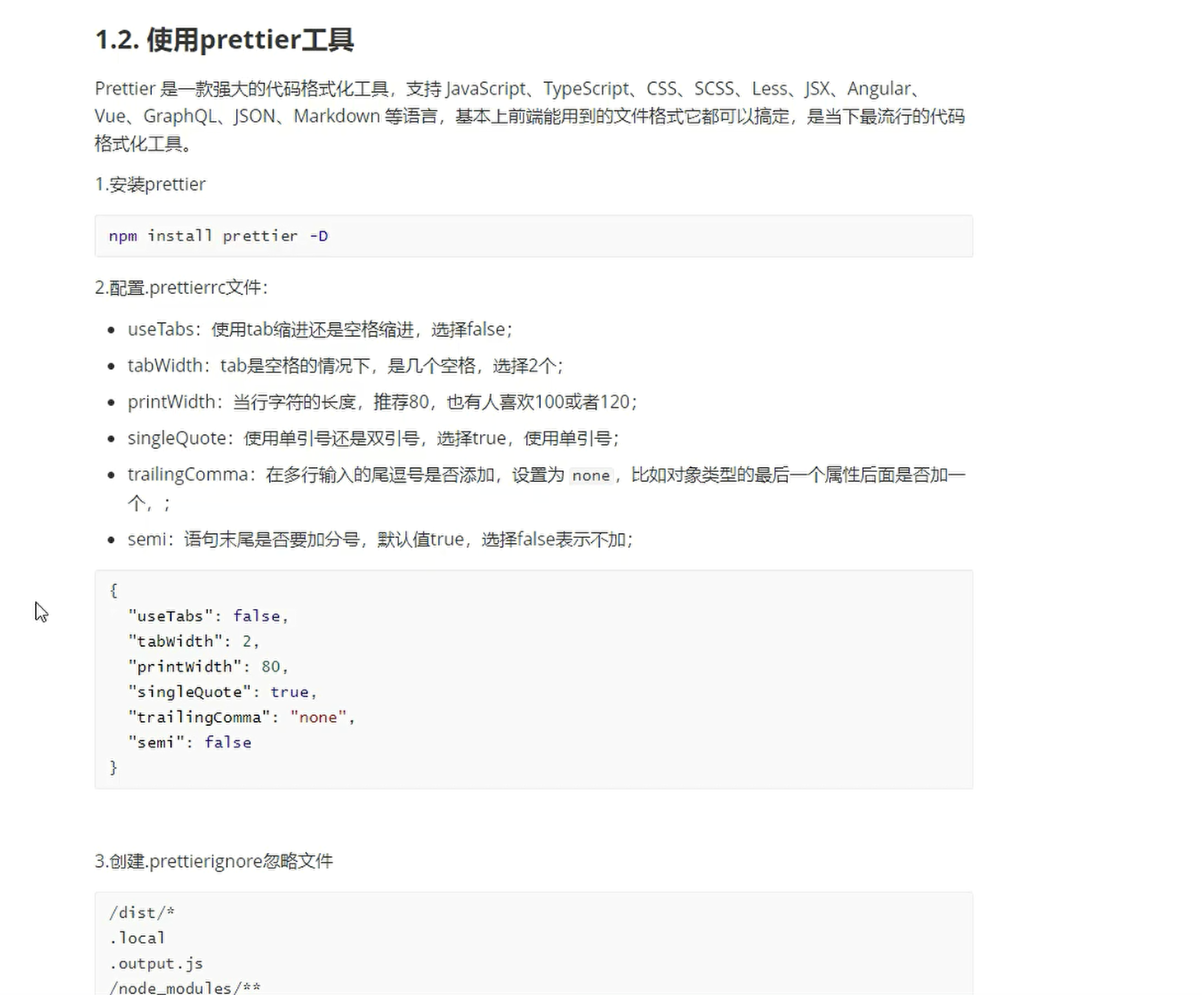 1.2. 使用prettier工具
Prettier 是一款强大的代码格式化工具，支持 JavaScript、TypeScript、CSS、SCSS、Less、JSX、Angular、
Vue、GraphQL、JSON、Markdown 等语言，基本上前端能用到的文件格式它都可以搞定，是当下最流行的代码
格式化工具。
1.安装prettier
npm install prettier -D
2.配置.prettierrc文件：
• useTabs：使用tab缩进还是空格缩进，选择false；
• tabWidth：tab是空格的情况下，是几个空格，选择2个；
• printWidth：当行字符的长度，推荐80，也有人喜欢100或者120；
• singleQuote：使用单引号还是双引号，选择true，使用单引号；
• trailingComma：在多行输入的尾逗号是否添加，设置为 none ，比如对象类型的最后一个属性后面是否加一
个，；
• semi：语句末尾是否要加分号，默认值true，选择false表示不加；
{
  "useTabs": false,
  "tabWidth": 2,
  "printWidth": 80,
  "singleQuote": true,
  "trailingComma": "none",
  "semi": false
}
3.创建.prettierignore忽略文件
/dist/*
.local
.output.js
/node_modules/**